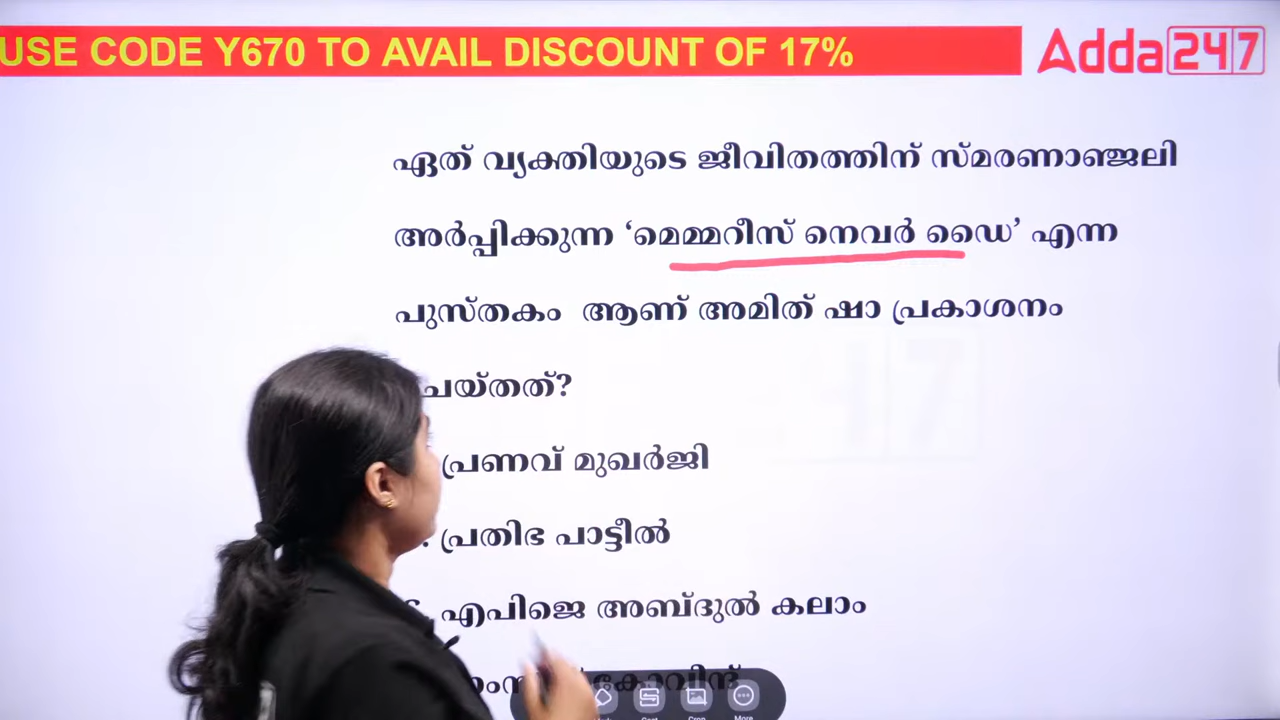 USE CODE Y670 TO AVAIL DISCOUNT OF 17%
Adda247
ഏത് വ്യക്തിയുടെ ജീവിതത്തിന് സ്മരണാഞ്ജലി
അർപ്പിക്കുന്ന ‘മെമ്മറീസ് നെവർ ഡൈ’ എന്ന
പുസ്തകം ആണ് അമിത് ഷാ പ്രകാശനം
ചെയ്തത്?
പ്രണവ് മുഖർജി
പ്രതിഭ പാട്ടീൽ
എപിജെ അബ്ദുൽ കലാം
കോവിന്ദ്
More